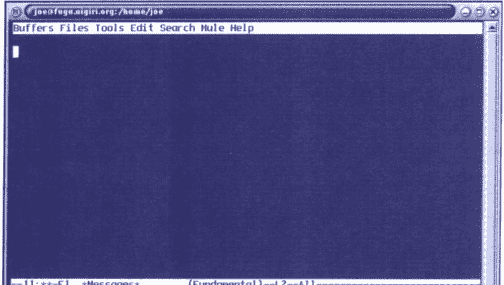 joe@fugu.nigiri.org:/home/joe
Buffers Files Tools Edit Search Mule Help
*Messages* (Fundamental)--L?--All